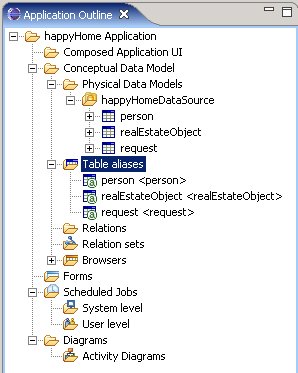 Application Outline
happyHome Application
Composed Application UI
Conceptual Data Model
Physical Data Models
happyHomeDataSource
person
realEstateObject
request
Table aliases
person <person>
realEstateObject <realEstateObject>
request <request>
Relations
Relation sets
Browsers
Forms
Scheduled Jobs
System level
User level
Diagrams
Activity Diagrams